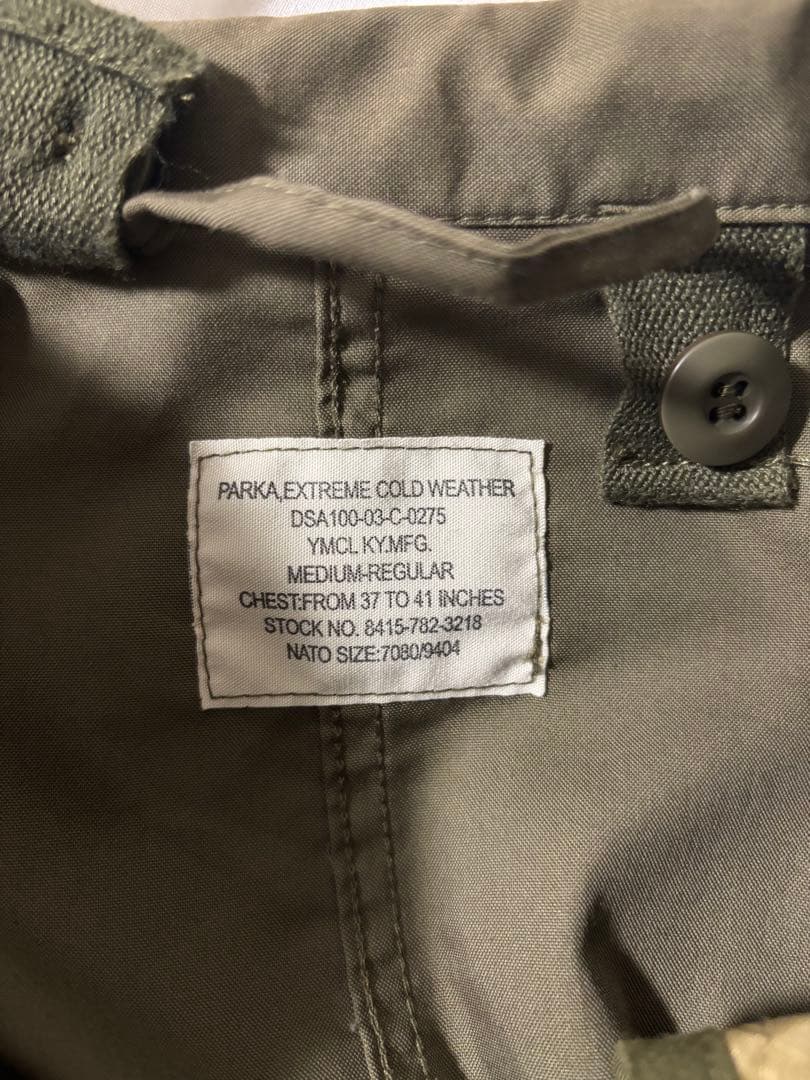 PARKA,EXTREME COLD WEATHER
DSA100-03-C-0275
YMCL KY.MFG.
MEDIUM-REGULAR
CHEST:FROM 37 TO 41 INCHES
STOCK NO. 8415-782-3218
NATO SIZE:7080/9404